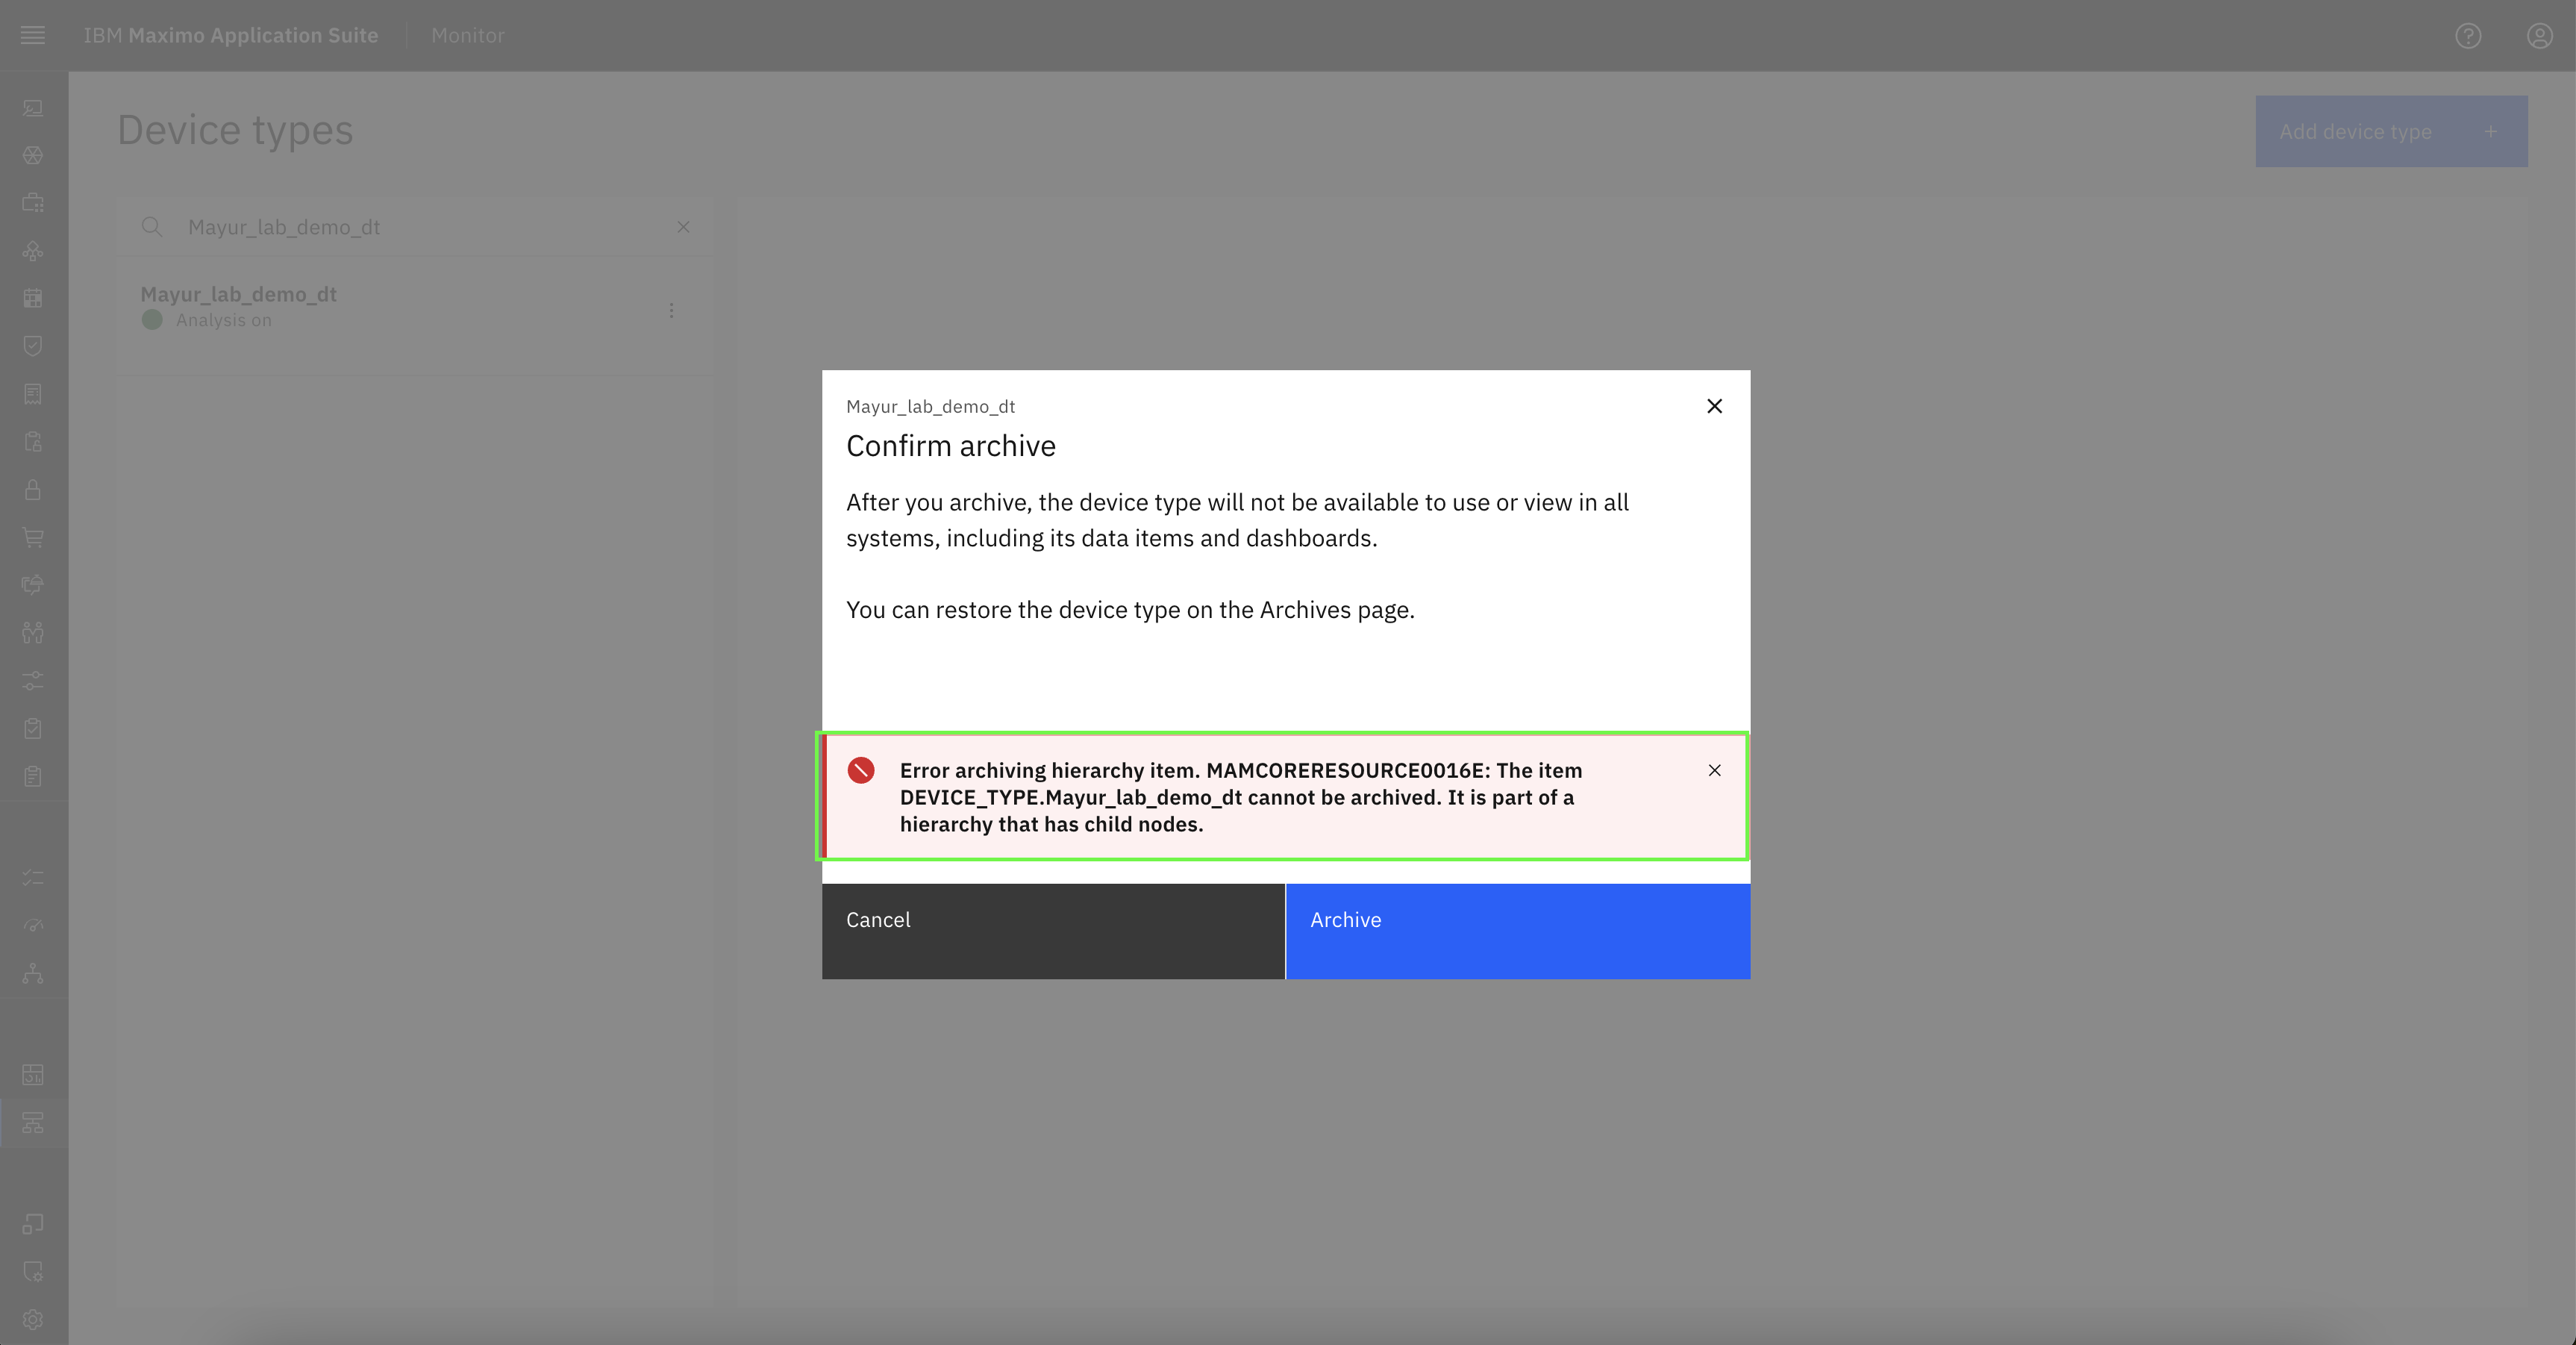 IBM Maximo Application Suite
Monitor
Device types
Add device type +
Mayur_lab_demo_dt
Mayur_lab_demo_dt
Analysis on
Mayur_lab_demo_dt
Confirm archive
After you archive, the device type will not be available to use or view in all
systems, including its data items and dashboards.
You can restore the device type on the Archives page.
Error archiving hierarchy item. MAMCORERESOURCE0016E: The item
DEVICE_TYPE.Mayur_lab_demo_dt cannot be archived. It is part of a
hierarchy that has child nodes.
Cancel
Archive